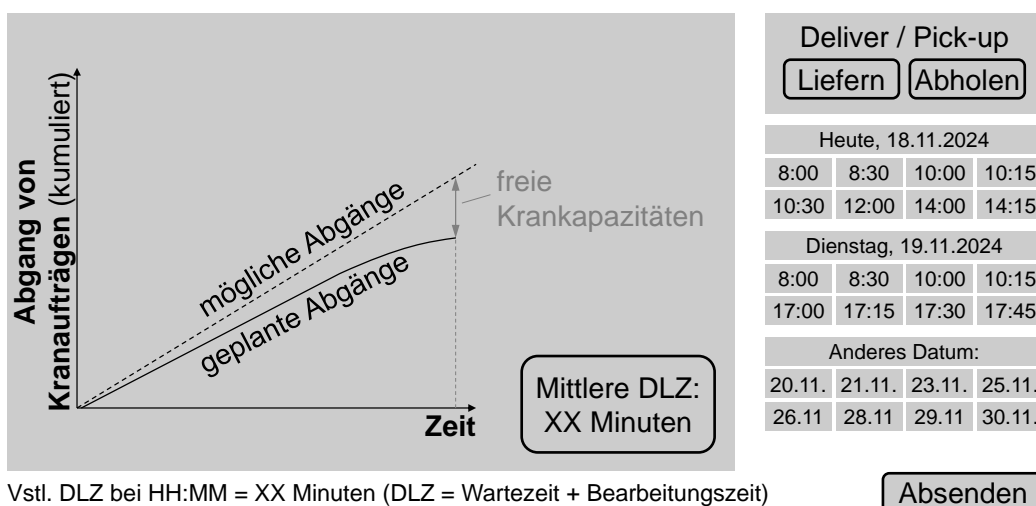 Abgang von
Kranaufträgen (kumuliert)
mögliche Abgänge
geplante Abgänge
freie
Krankapazitäten
Zeit
Mittlere DLZ:
XX Minuten
Vstl. DLZ bei HH:MM = XX Minuten (DLZ = Wartezeit + Bearbeitungszeit)
Deliver / Pick-up
Liefern Abholen
Heute, 18.11.2024
8:00 8:30 10:00 10:15
10:30 12:00 14:00 14:15
Dienstag, 19.11.2024
8:00 8:30 10:00 10:15
17:00 17:15 17:30 17:45
Anderes Datum:
20.11. 21.11. 23.11. 25.11.
26.11 28.11 29.11 30.11.
Absenden